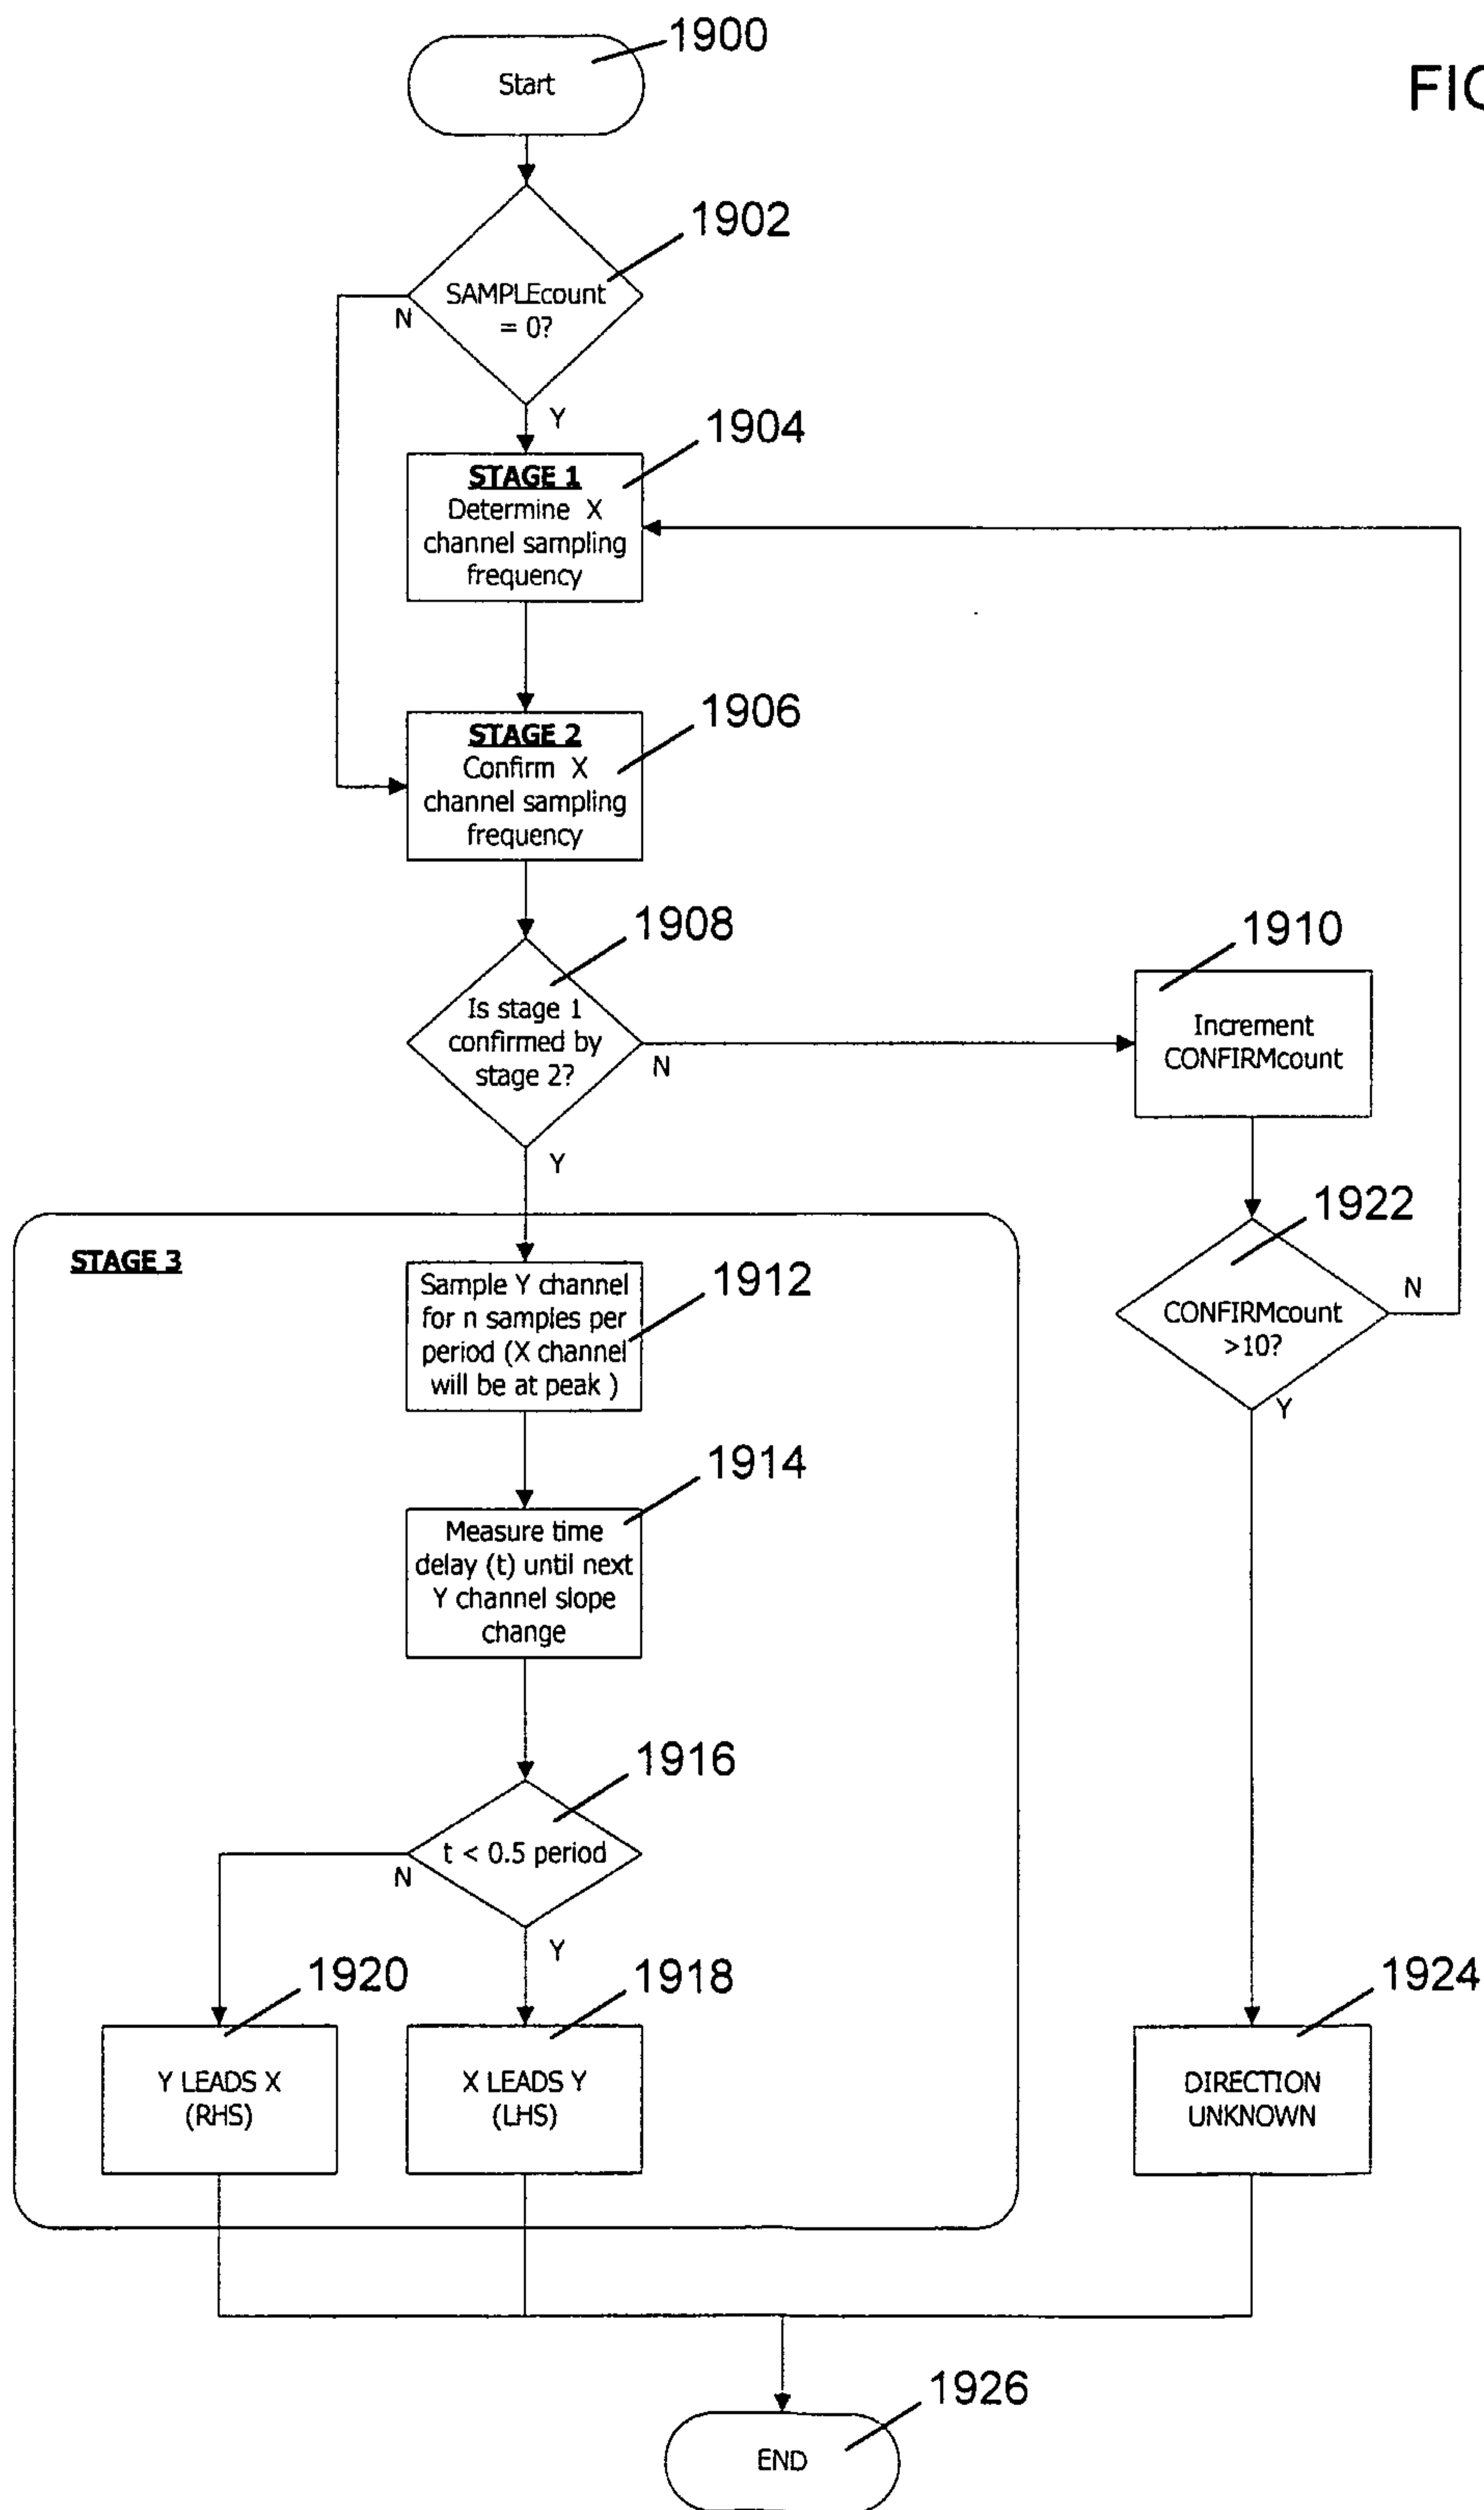 1900
FIG
Start
1902
SAMPLEcount
= 0?
N
Y
1904
STAGE 1
Determine X
channel sampling
frequency
1906
STAGE 2
Confirm X
channel sampling
frequency
1908
Is stage 1
confirmed by
stage 2?
N
Y
1910
Increment
CONFIRMcount
1922
CONFIRMcount
>10?
N
Y
STAGE 3
1912
Sample Y channel
for n samples per
period (X channel
will be at peak )
1914
Measure time
delay (t) until next
Y channel slope
change
1916
t < 0.5 period
N
Y
1920
Y LEADS X
(RHS)
1918
X LEADS Y
(LHS)
1924
DIRECTION
UNKNOWN
1926
END